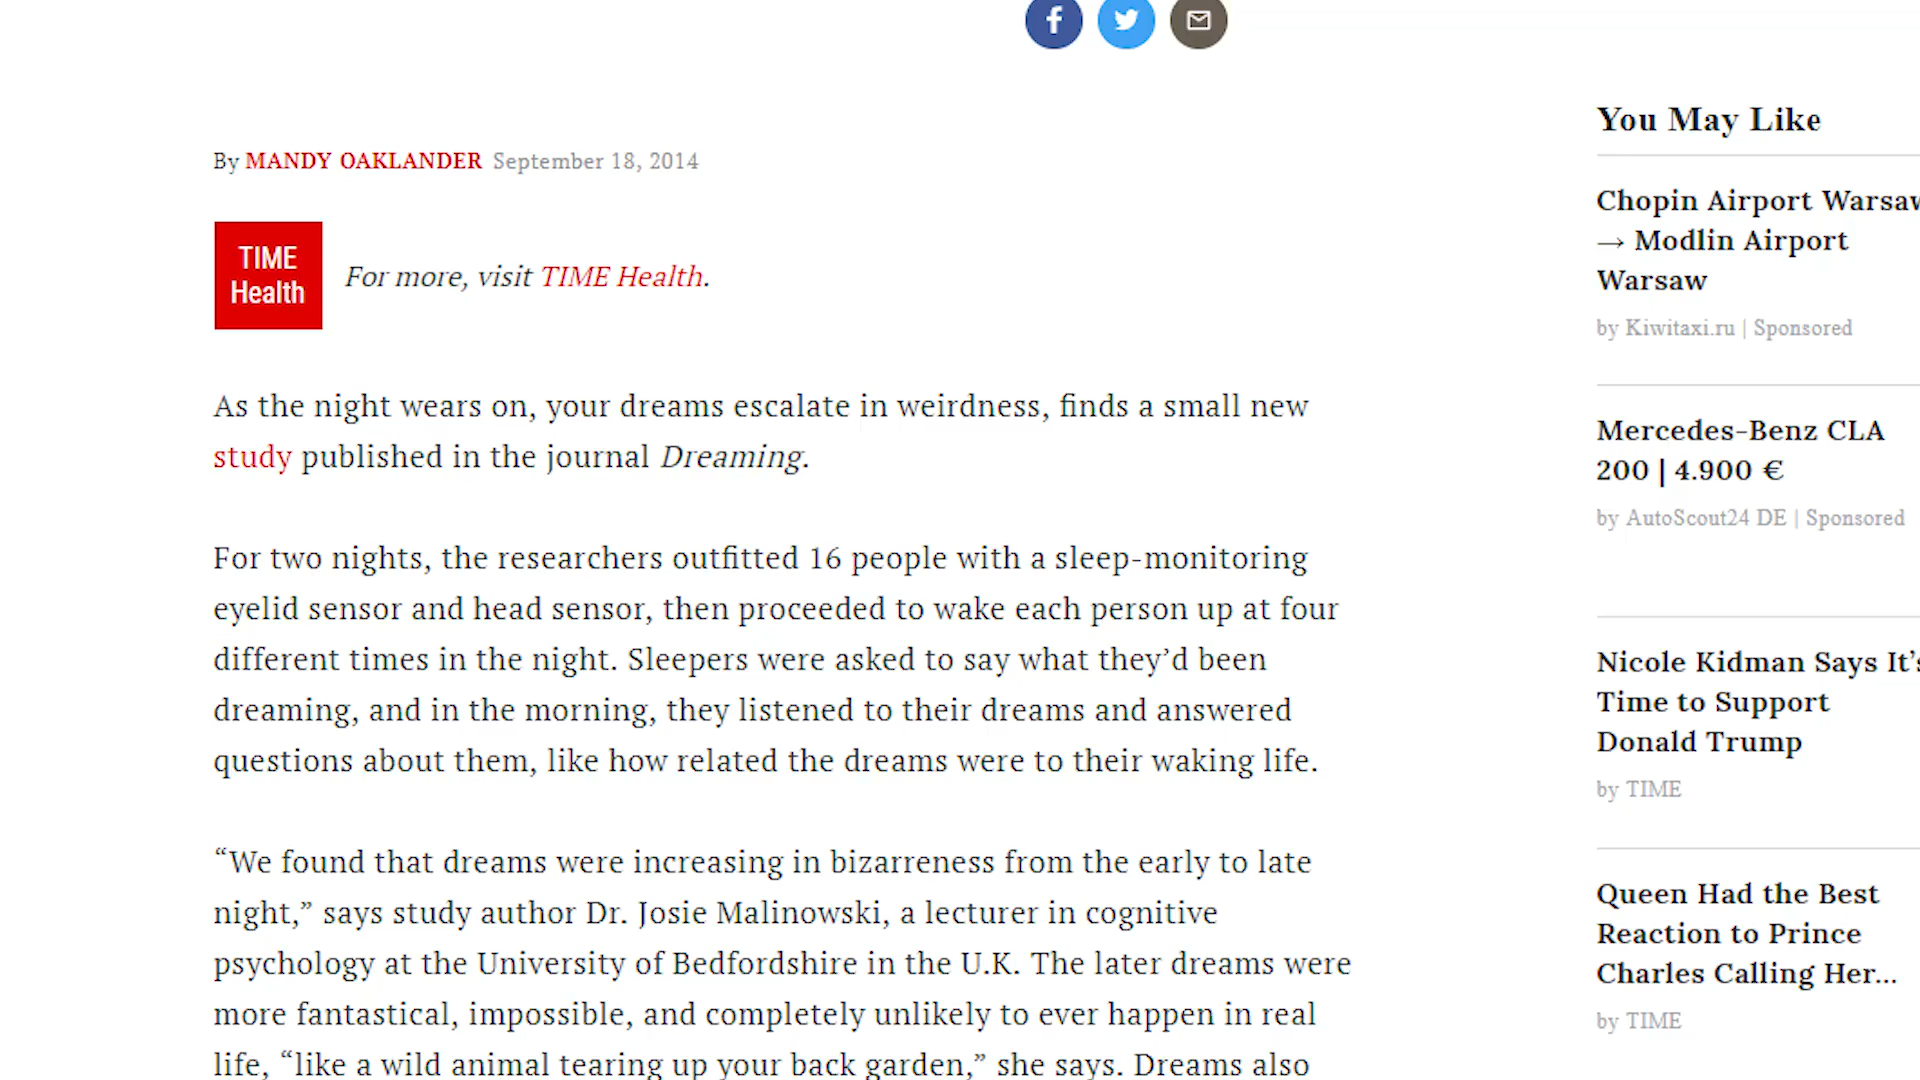 By MANDY OAKLANDER September 18, 2014
TIME
Health
For more, visit TIME Health.
As the night wears on, your dreams escalate in weirdness, finds a small new
study published in the journal Dreaming.
For two nights, the researchers outfitted 16 people with a sleep-monitoring
eyelid sensor and head sensor, then proceeded to wake each person up at four
different times in the night. Sleepers were asked to say what they’d been
dreaming, and in the morning, they listened to their dreams and answered
questions about them, like how related the dreams were to their waking life.
“We found that dreams were increasing in bizarreness from the early to late
night,” says study author Dr. Josie Malinowski, a lecturer in cognitive
psychology at the University of Bedfordshire in the U.K. The later dreams were
more fantastical, impossible, and completely unlikely to ever happen in real
life, “like a wild animal tearing up your back garden,” she says. Dreams also
You May Like
Chopin Airport Warsaw
→ Modlin Airport
Warsaw
by Kiwitaxi.ru | Sponsored
Mercedes-Benz CLA
200 | 4.900 €
by AutoScout24 DE | Sponsored
Nicole Kidman Says It’s
Time to Support
Donald Trump
by TIME
Queen Had the Best
Reaction to Prince
Charles Calling Her...
by TIME